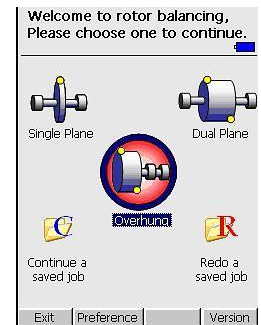 Welcome to rotor balancing,
Please choose one to continue.
Single Plane
Dual Plane
Overhung
C
R
Continue a
saved job
Redo a
saved job
Exit
Preference
Version